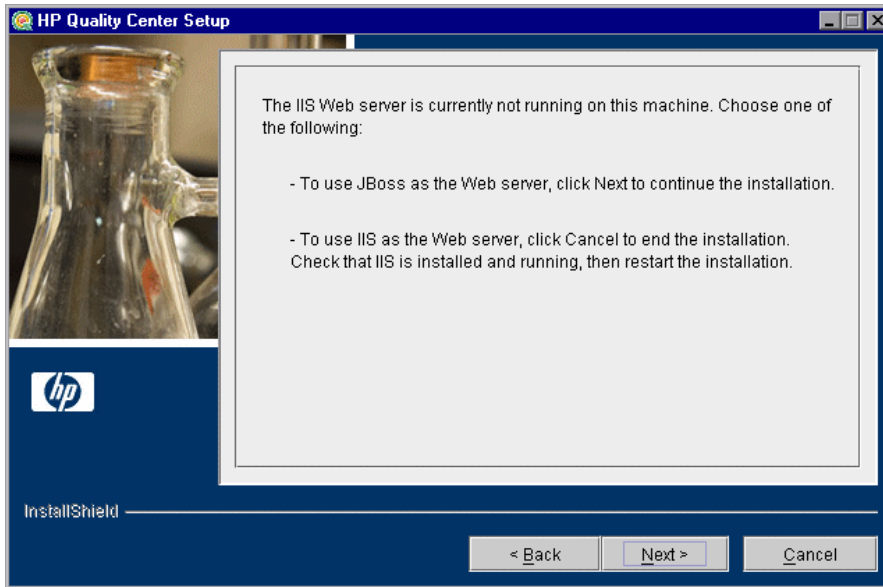 HP Quality Center Setup
The IIS Web server is currently not running on this machine. Choose one of
the following:
- To use JBoss as the Web server, click Next to continue the installation.
- To use IIS as the Web server, click Cancel to end the installation.
Check that IIS is installed and running, then restart the installation.
hp
InstallShield
< Back
Next >
Cancel